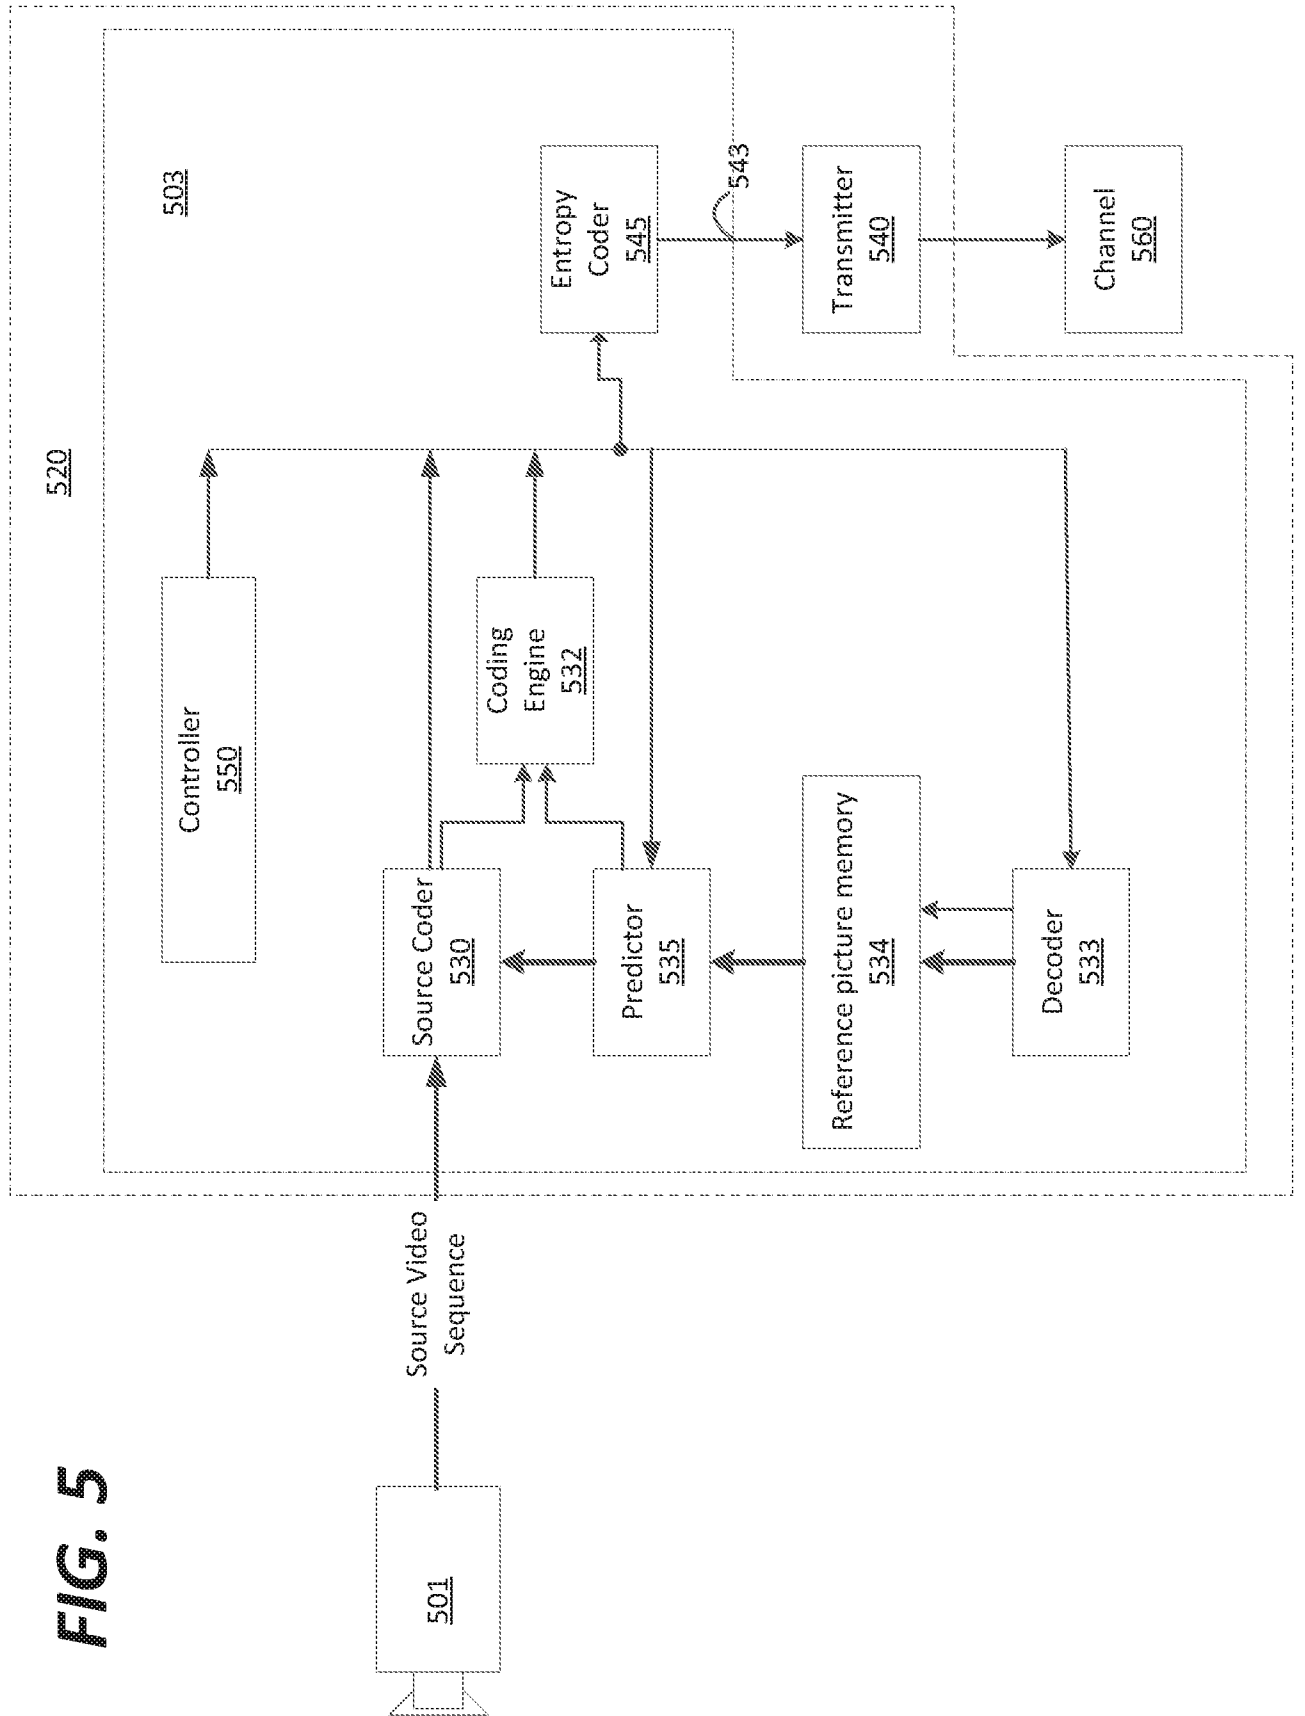 FIG. 5
520
503
Controller
550
501
Source Video
Sequence
Source Coder
530
Coding
Engine
532
Entropy
Coder
545
Predictor
535
543
Reference picture memory
534
Transmitter
540
Decoder
533
Channel
560